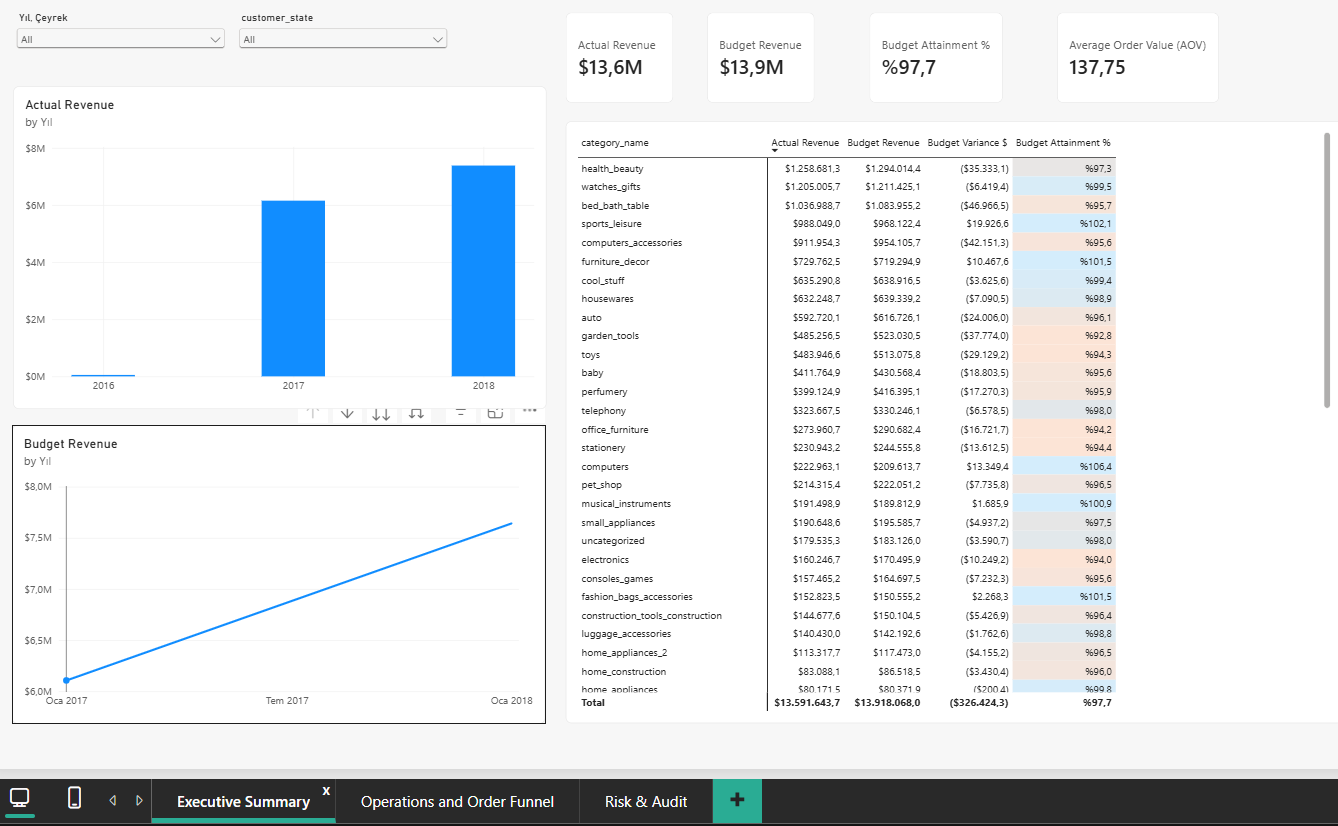 Yıl, Çeyrek
customer_state
All
All
Actual Revenue
$13,6M
Budget Revenue
$13,9M
Budget Attainment %
%97,7
Average Order Value (AOV)
137,75
Actual Revenue
by Yıl
$8M
$6M
$4M
$2M
$0M
2016 2017 2018
Budget Revenue
by Yıl
$8,0M
$7,5M
$7,0M
$6,5M
$6,0M
Oca 2017 Tem 2017 Oca 2018
category_name Actual Revenue Budget Revenue Budget Variance $ Budget Attainment %
health_beauty $1.258.681,3 $1.294.014,4 ($35.333,1) %97,3
watches_gifts $1.205.005,7 $1.211.425,1 ($6.419,4) %99,5
bed_bath_table $1.036.988,7 $1.083.955,2 ($46.966,5) %95,7
sports_leisure $988.049,0 $968.122,4 $19.926,6 %102,1
computers_accessories $911.954,3 $954.105,7 ($42.151,3) %95,6
furniture_decor $729.762,5 $719.294,9 $10.467,6 %101,5
cool_stuff $635.290,8 $638.916,5 ($3.625,6) %99,4
housewares $632.248,7 $639.339,2 ($7.090,5) %98,9
auto $592.720,1 $616.726,1 ($24.006,0) %96,1
garden_tools $485.256,5 $523.030,5 ($37.774,0) %92,8
toys $483.946,6 $513.075,8 ($29.129,2) %94,3
baby $411.764,9 $430.568,4 ($18.803,5) %95,6
perfumery $399.124,9 $416.395,1 ($17.270,3) %95,9
telephony $323.667,5 $330.246,1 ($6.578,5) %98,0
office_furniture $273.960,7 $290.682,4 ($16.721,7) %94,2
stationery $230.943,2 $244.555,8 ($13.612,5) %94,4
computers $222.963,1 $209.613,7 $13.349,4 %106,4
pet_shop $214.315,4 $222.051,2 ($7.735,8) %96,5
musical_instruments $191.498,9 $189.812,9 $1.685,9 %100,9
small_appliances $190.648,6 $195.585,7 ($4.937,2) %97,5
uncategorized $179.535,3 $183.126,0 ($3.590,7) %98,0
electronics $160.246,7 $170.495,9 ($10.249,2) %94,0
consoles_games $157.465,2 $164.697,5 ($7.232,3) %95,6
fashion_bags_accessories $152.823,5 $150.555,2 $2.268,3 %101,5
construction_tools_construction $144.677,6 $150.104,5 ($5.426,9) %96,4
luggage_accessories $140.430,0 $142.192,6 ($1.762,6) %98,8
home_appliances_2 $113.317,7 $117.473,0 ($4.155,2) %96,5
home_construction $83.088,1 $86.518,5 ($3.430,4) %96,0
home_appliances $80.171,5 $80.371,9 ($200,4) %99,8
Total $13.591.643,7 $13.918.068,0 ($326.424,3) %97,7
Executive Summary x
Operations and Order Funnel
Risk & Audit
+